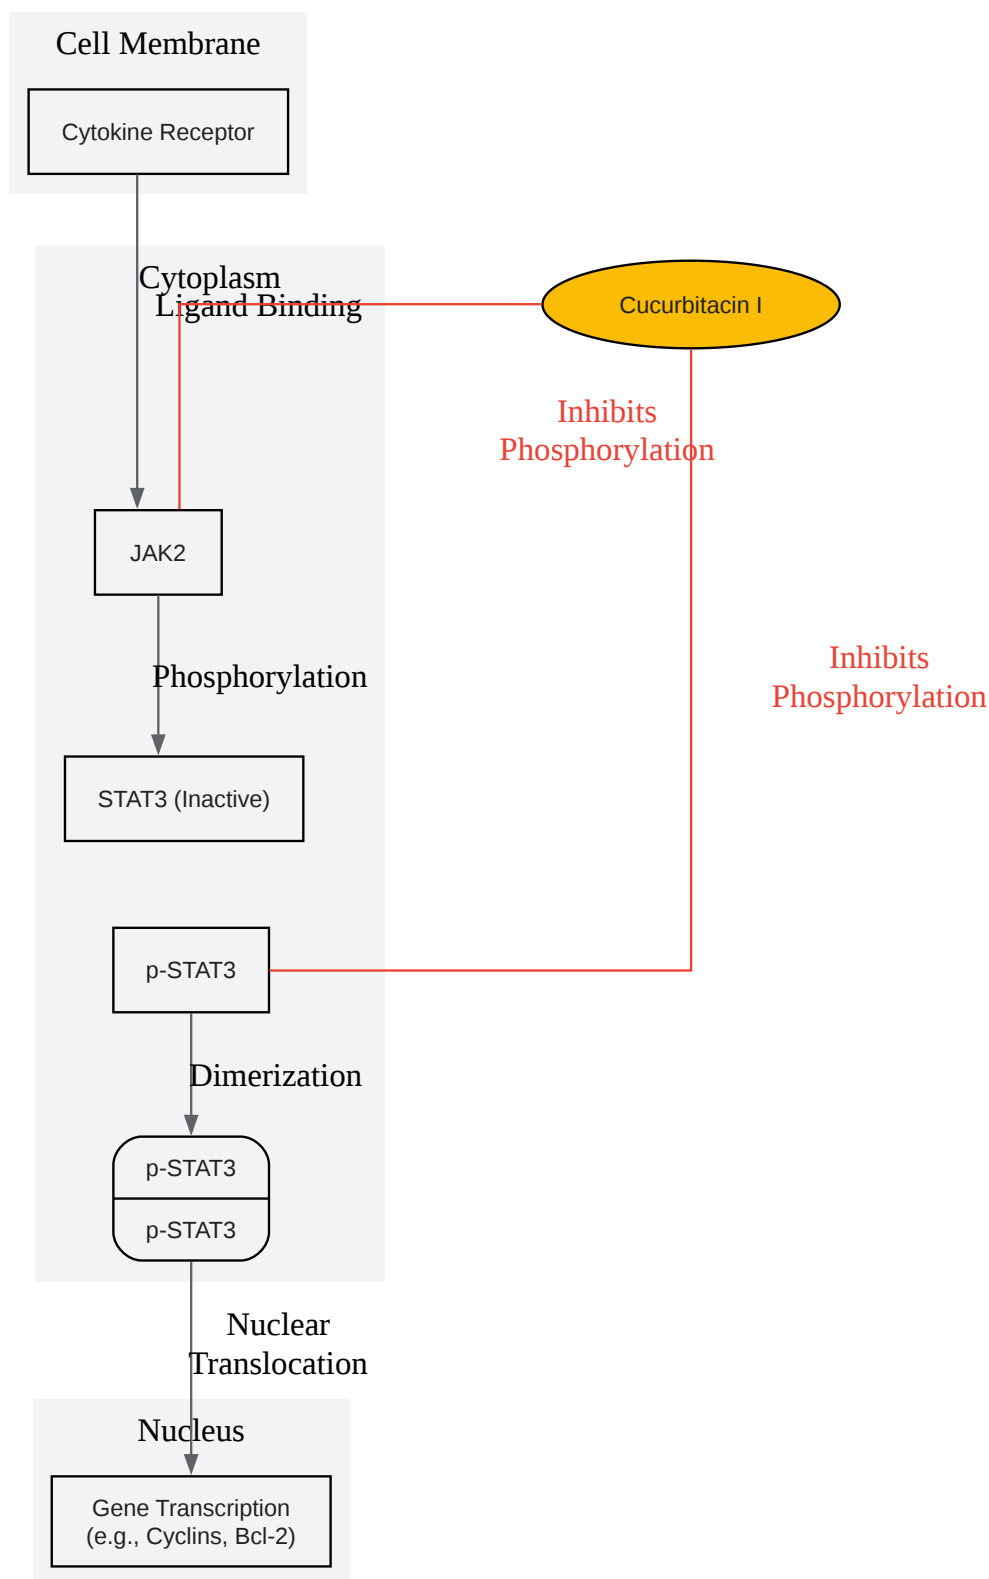 Cell Membrane
Cytokine Receptor
Cytoplasm
Ligand Binding
Cucurbitacin I
Inhibits
Phosphorylation
JAK2
Phosphorylation
Inhibits
Phosphorylation
STAT3 (Inactive)
p-STAT3
Dimerization
p-STAT3
p-STAT3
Nuclear
Translocation
Nucleus
Gene Transcription
(e.g., Cyclins, Bcl-2)